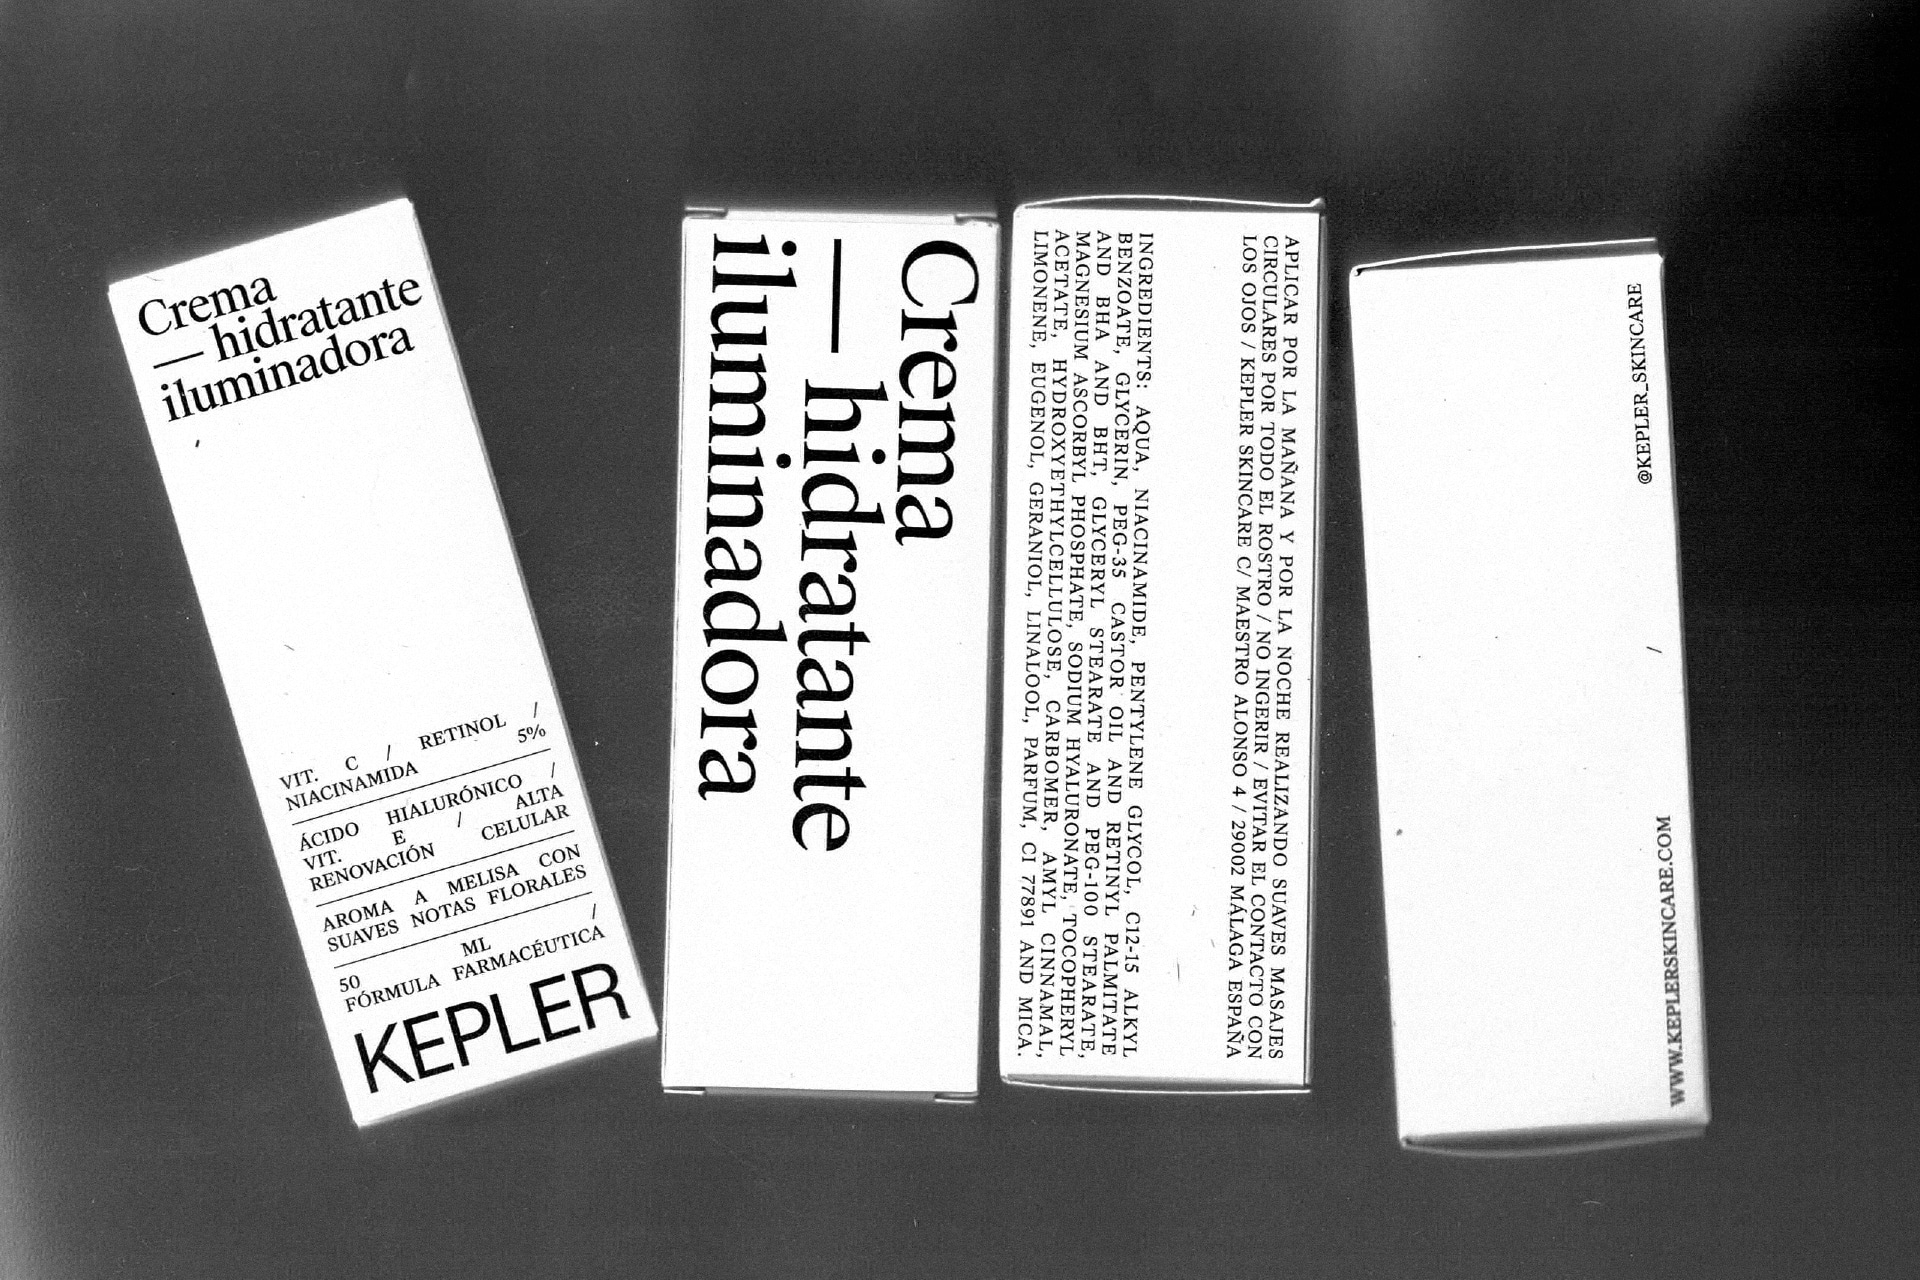 Crema
— hidratante
iluminadora
VIT. C / RETINOL /
NIACINAMIDA 5%
ÁCIDO HIALURÓNICO /
VIT. E / ALTA
RENOVACIÓN CELULAR
AROMA A MELISA CON
SUAVES NOTAS FLORALES
50 ML /
FÓRMULA FARMACÉUTICA
KEPLER
Crema
— hidratante
iluminadora
APLICAR POR LA MAÑANA Y POR LA NOCHE REALIZANDO SUAVES MASAJES
CIRCULARES POR TODO EL ROSTRO / NO INGERIR / EVITAR EL CONTACTO CON
LOS OJOS / KEPLER SKINCARE C/ MAESTRO ALONSO 4 / 29002 MÁLAGA ESPAÑA
INGREDIENTS: AQUA, NIACINAMIDE, PENTYLENE GLYCOL, C12-15 ALKYL
BENZOATE, GLYCERIN, PEG-35 CASTOR OIL AND RETINYL PALMITATE
AND BHA AND BHT, GLYCERYL STEARATE AND PEG-100 STEARATE,
MAGNESIUM ASCORBYL PHOSPHATE, SODIUM HYALURONATE, TOCOPHERYL
ACETATE, HYDROXYETHYLCELLULOSE, CARBOMER, AMYL CINNAMAL,
LIMONENE, EUGENOL, GERANIOL, LINALOOL, PARFUM, CI 77891 AND MICA.
@KEPLER_SKINCARE
/
WWW.KEPLERSKINCARE.COM